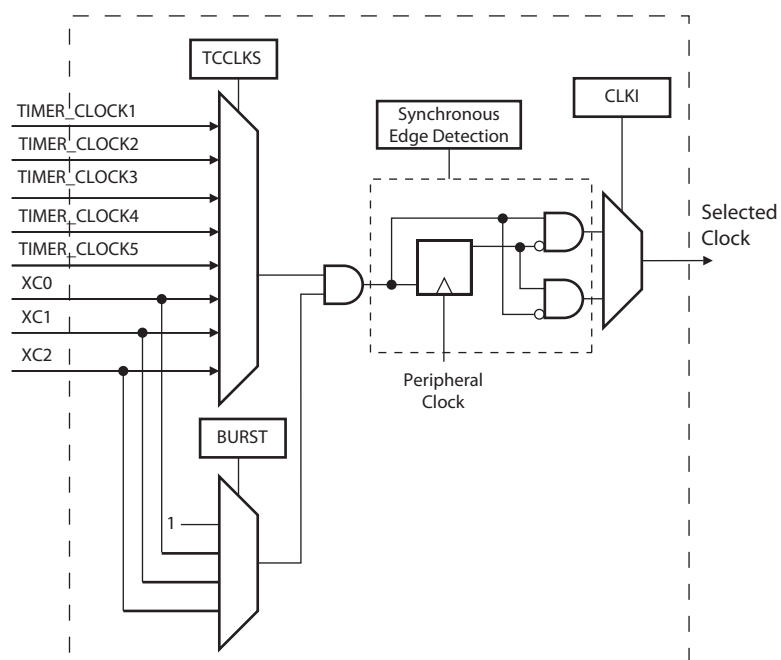 TCCLKS
TIMER_CLOCK1
TIMER_CLOCK2
TIMER_CLOCK3
TIMER_CLOCK4
TIMER_CLOCK5
XC0
XC1
XC2
Synchronous
Edge Detection
CLKI
Selected
Clock
Peripheral
Clock
BURST
1